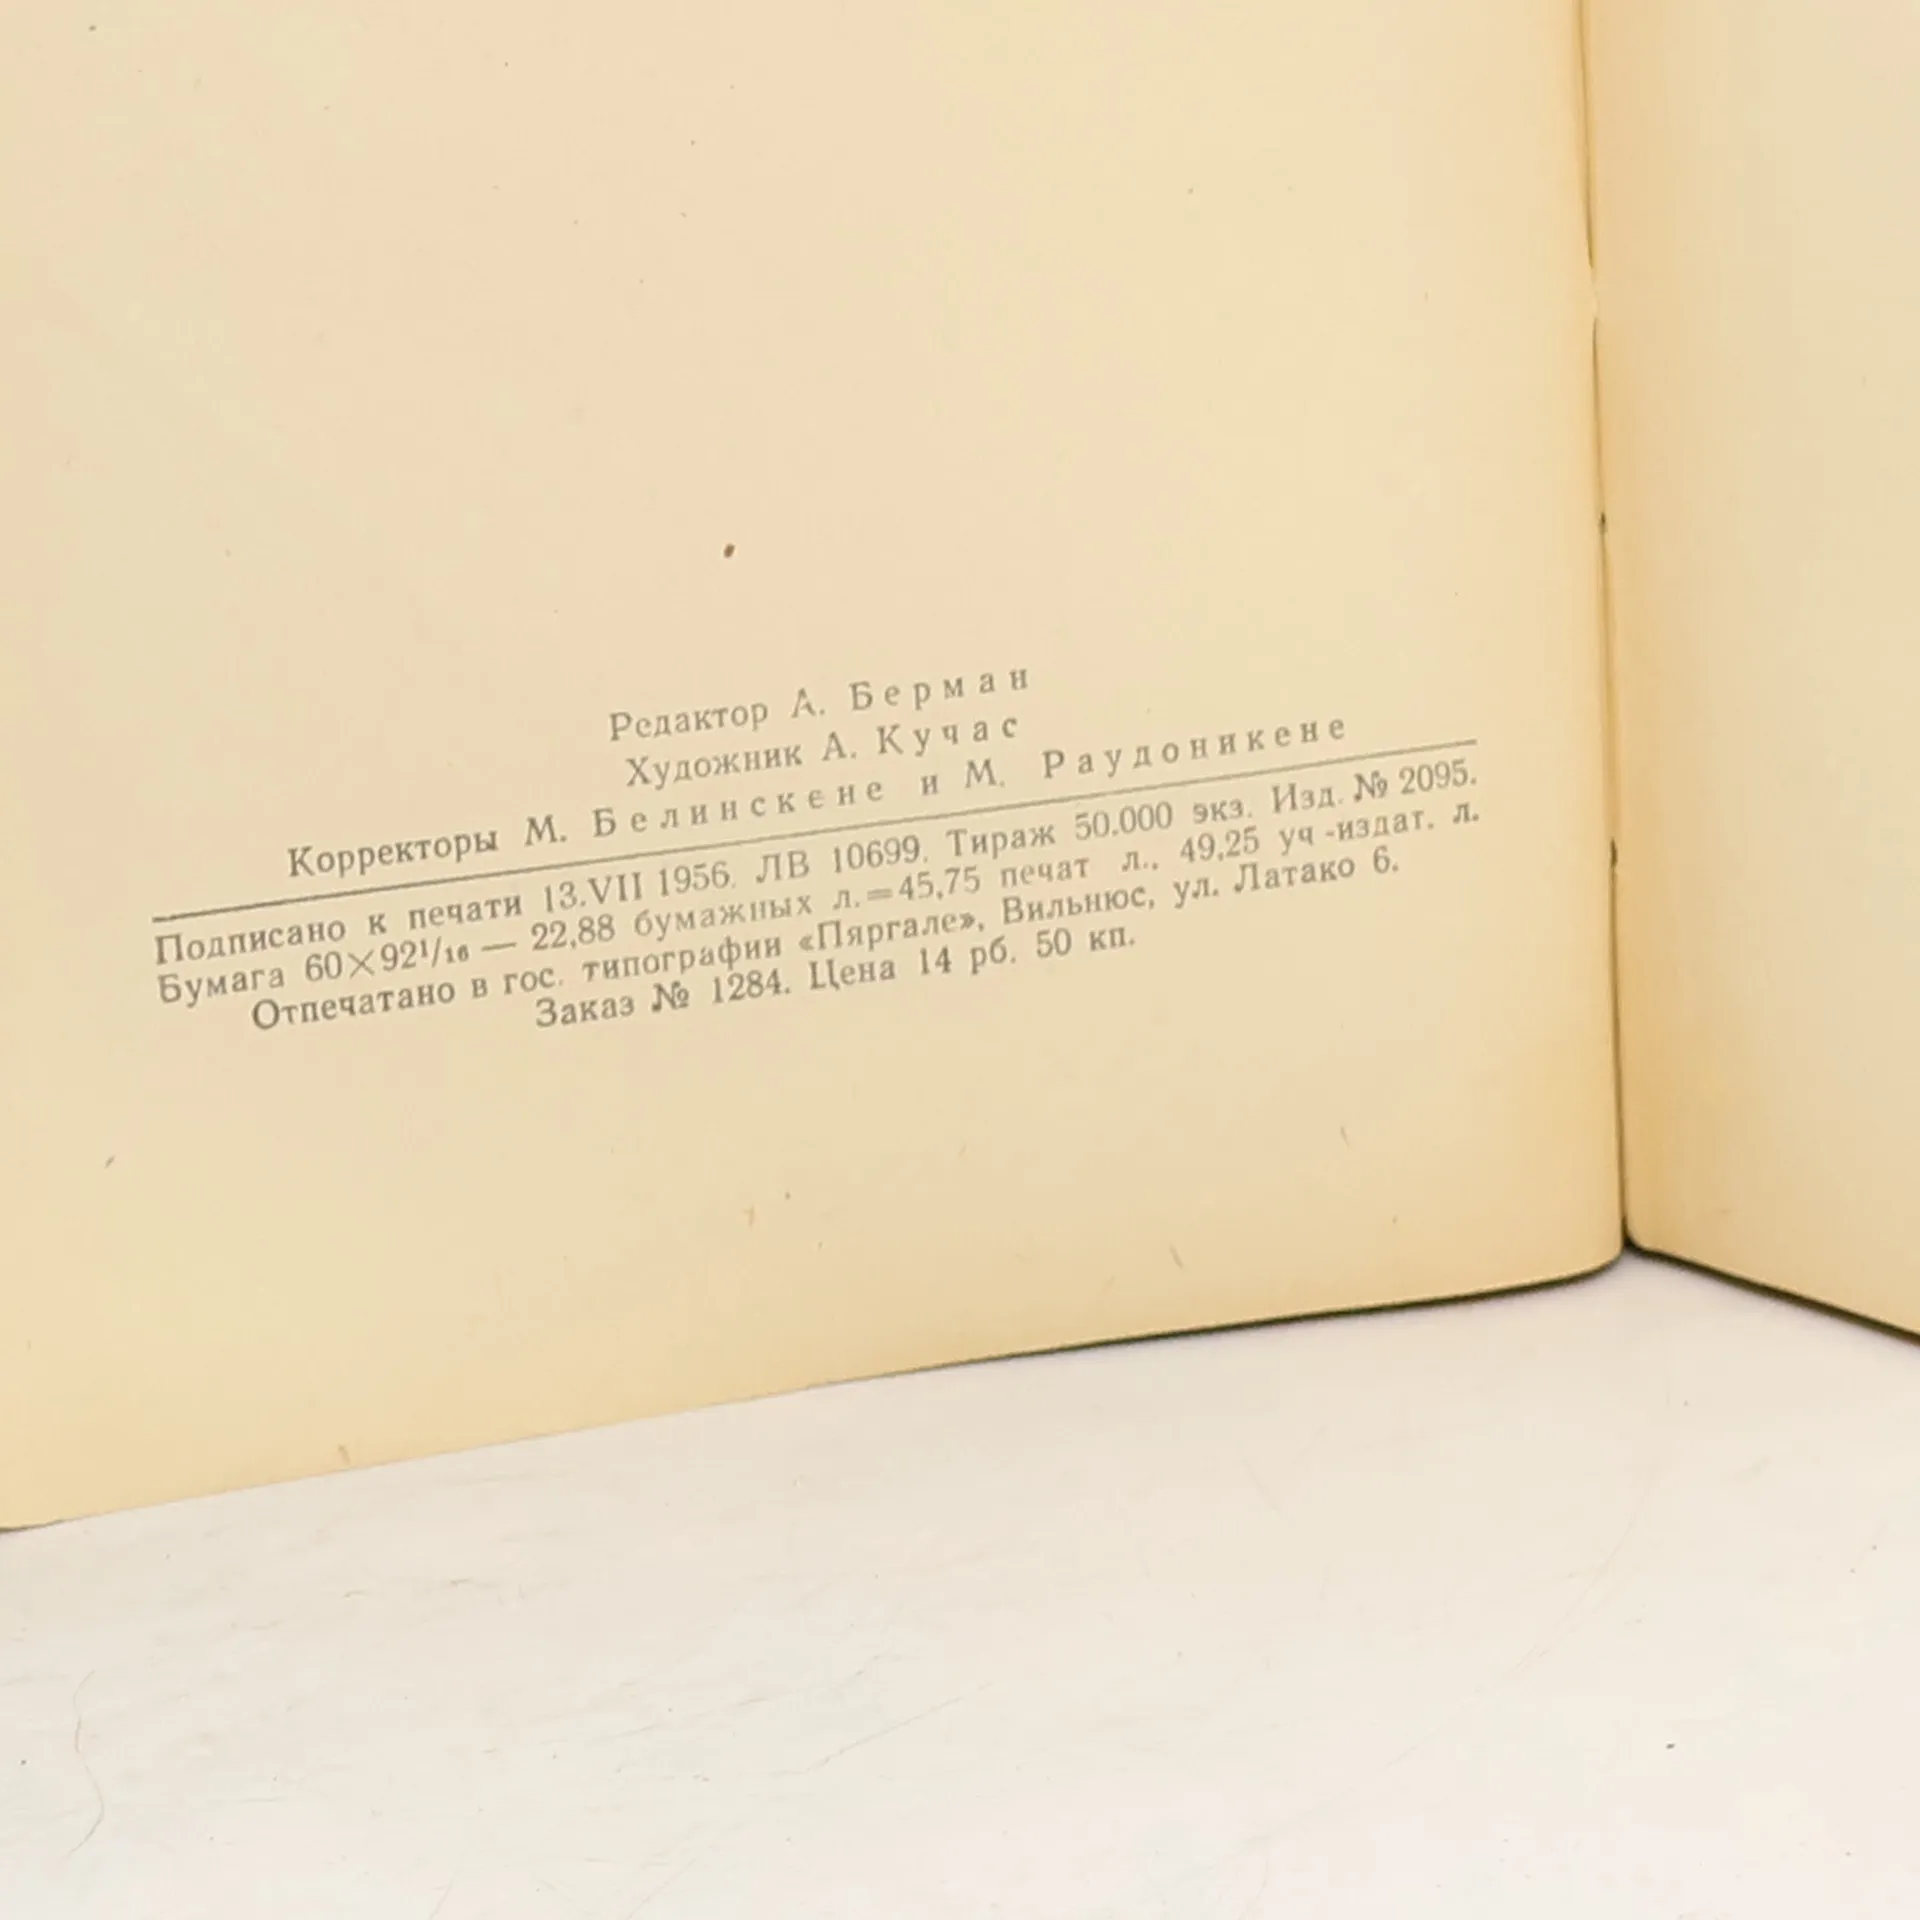 Редактор А. Берман
Художник А. Кучас
Корректоры М. Белинскене и М. Раудоникене
Подписано к печати 13.VII 1956. ЛВ 10699. Тираж 50.000 экз. Изд. № 2095.
Бумага 60×92¹/₁₆ — 22,88 бумажных л.=45,75 печат л., 49,25 уч-издат. л.
Отпечатано в гос. типографии «Пяргале», Вильнюс, ул. Латако 6.
Заказ № 1284. Цена 14 рб. 50 кп.